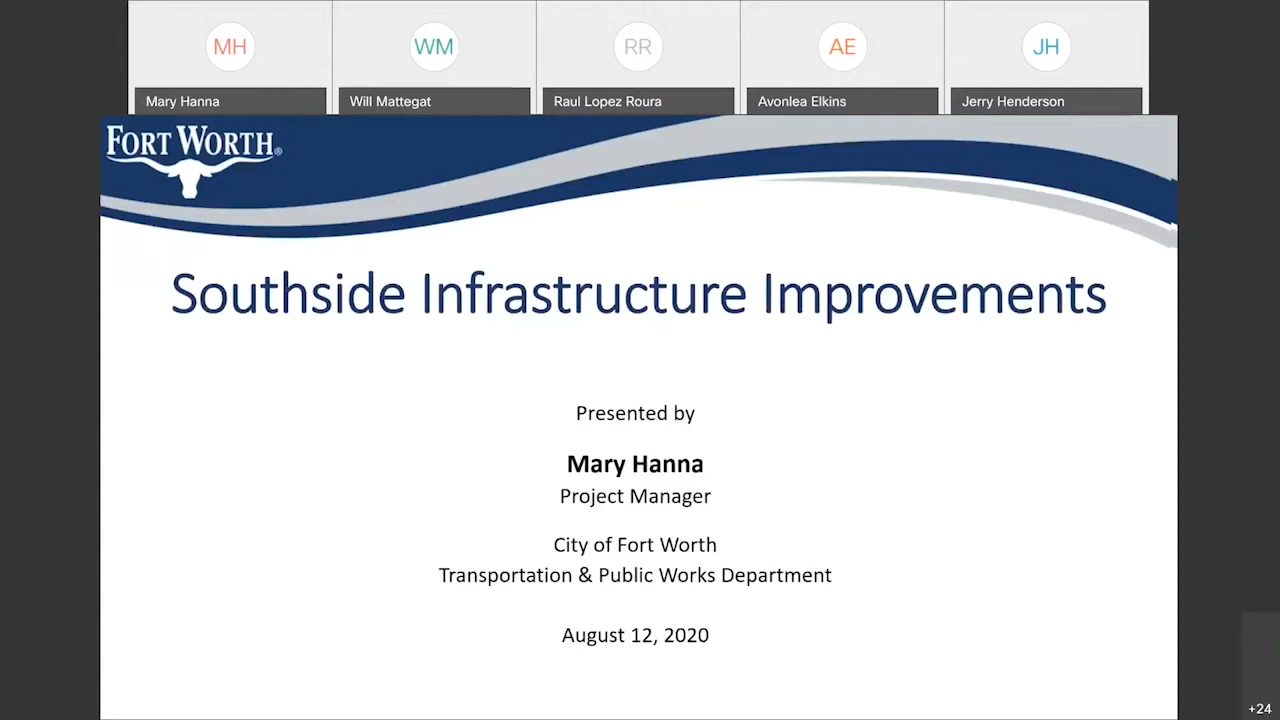 MH
WM
RR
AE
JH
Mary Hanna
Will Mattegat
Raul Lopez Roura
Avonlea Elkins
Jerry Henderson
FORT WORTH®
Southside Infrastructure Improvements
Presented by
Mary Hanna
Project Manager
City of Fort Worth
Transportation & Public Works Department
August 12, 2020
+24